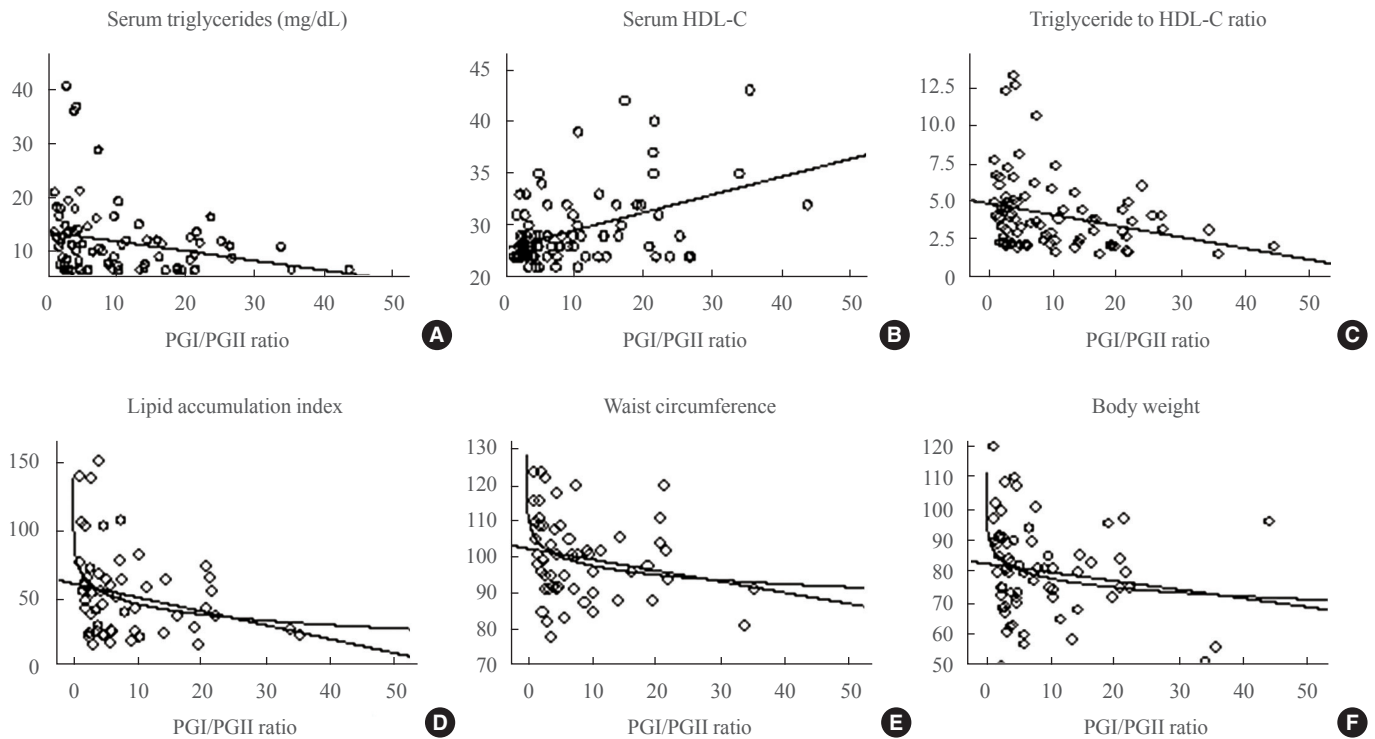 Serum triglycerides (mg/dL)
40
30
20
10
0 10 20 30 40 50
PGI/PGII ratio
A
Serum HDL-C
45
40
35
30
20
0 10 20 30 40 50
PGI/PGII ratio
B
Triglyceride to HDL-C ratio
12.5
10.0
7.5
5.0
2.5
0
0 10 20 30 40 50
PGI/PGII ratio
C
Lipid accumulation index
150
100
50
0
0 10 20 30 40 50
PGI/PGII ratio
D
Waist circumference
130
120
110
100
90
80
70
0 10 20 30 40 50
PGI/PGII ratio
E
Body weight
120
110
100
90
80
70
60
50
0 10 20 30 40 50
PGI/PGII ratio
F